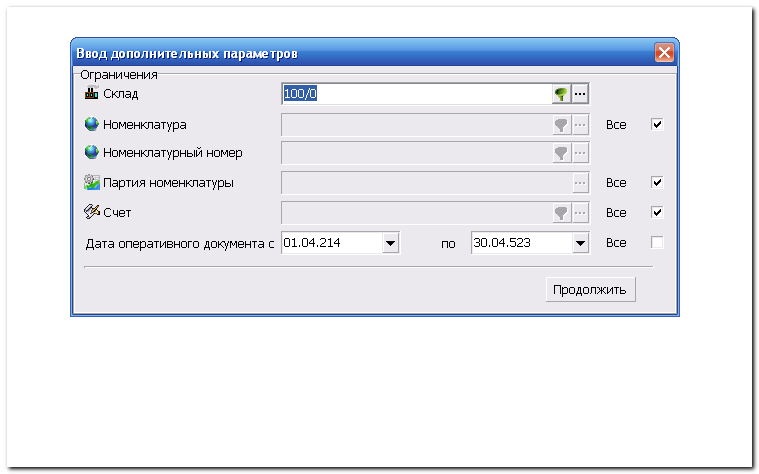 Ввод дополнительных параметров
Ограничения
Склад 100/0 ...
Номенклатура ... Все
Номенклатурный номер ...
Партия номенклатуры ... Все
Счет ... Все
Дата оперативного документа с 01.04.214 по 30.04.523 Все
Продолжить